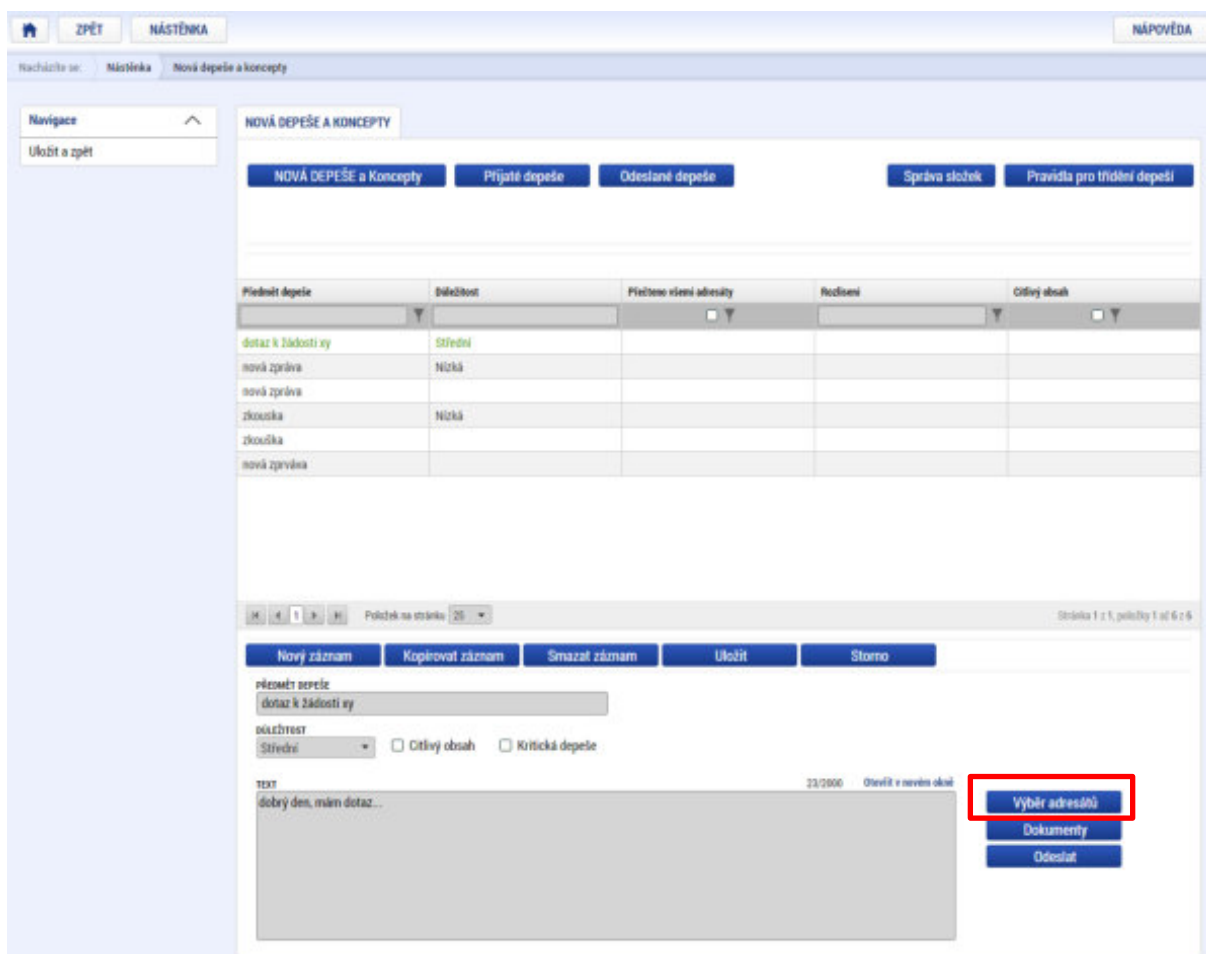 ZPĚT NÁSTĚNKA NÁPOVĚDA
Nacházíte se: Nástěnka Nová depeše a koncepty
Navigace
Uložit a zpět
NOVÁ DEPEŠE A KONCEPTY
NOVÁ DEPEŠE a Koncepty Přijaté depeše Odeslané depeše Správa složek Pravidla pro třídění depeší
Předmět depeše Důležitost Přečteno všemi adresáty Rozlišení Citlivý obsah
dotaz k žádosti xy Střední
nová zpráva Nízká
nová zpráva
zkouska Nízká
zkouška
nová zprváva
1 Položek na stránku 25 Stránka 1 z 1, položky 1 až 6 z 6
Nový záznam Kopírovat záznam Smazat záznam Uložit Storno
PŘEDMĚT DEPEŠE
dotaz k žádosti xy
DŮLEŽITOST
Střední Citlivý obsah Kritická depeše
TEXT 23/2000 Otevřít v novém okně
dobrý den, mám dotaz...
Výběr adresátů
Dokumenty
Odeslat